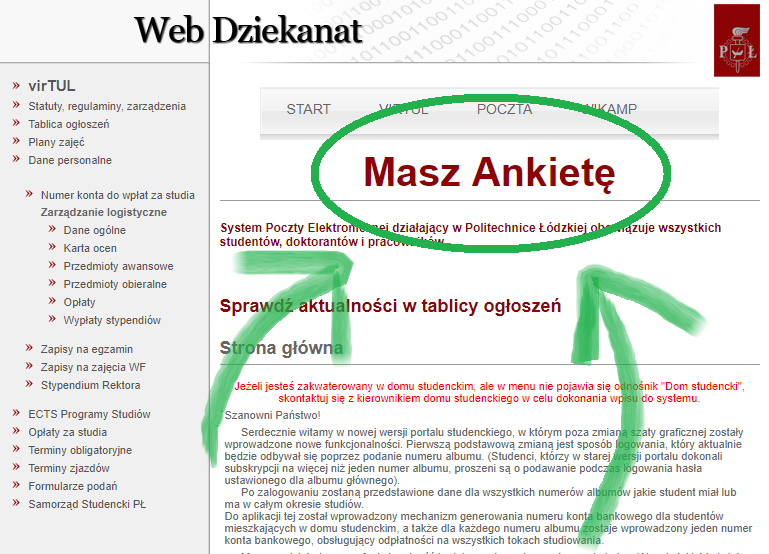 Web Dziekanat
P Ł
virTUL
Statuty, regulaminy, zarządzenia
Tablica ogłoszeń
Plany zajęć
Dane personalne
Numer konta do wpłat za studia
Zarządzanie logistyczne
Dane ogólne
Karta ocen
Przedmioty awansowe
Przedmioty obieralne
Opłaty
Wypłaty stypendiów
Zapisy na egzamin
Zapisy na zajęcia WF
Stypendium Rektora
ECTS Programy Studiów
Opłaty za studia
Terminy obligatoryjne
Terminy zjazdów
Formularze podań
Samorząd Studencki PŁ
START VIRTUL POCZTA WIKAMP
Masz Ankietę
System Poczty Elektronicznej działający w Politechnice Łódzkiej obowiązuje wszystkich
studentów, doktorantów i pracowników
Sprawdź aktualności w tablicy ogłoszeń
Strona główna
Jeżeli jesteś zakwaterowany w domu studenckim, ale w menu nie pojawia się odnośnik "Dom studencki",
skontaktuj się z kierownikiem domu studenckiego w celu dokonania wpisu do systemu.
Szanowni Państwo!
Serdecznie witamy w nowej wersji portalu studenckiego, w którym poza zmianą szaty graficznej zostały
wprowadzone nowe funkcjonalności. Pierwszą podstawową zmianą jest sposób logowania, który aktualnie
będzie odbywał się poprzez podanie numeru albumu. (Studenci, którzy w starej wersji portalu dokonali
subskrypcji na więcej niż jeden numer albumu, proszeni są o podawanie podczas logowania hasła
ustawionego dla albumu głównego).
Po zalogowaniu zostaną przedstawione dane dla wszystkich numerów albumów jakie student miał lub
ma w całym okresie studiów.
Do aplikacji tej został wprowadzony mechanizm generowania numeru konta bankowego dla studentów
mieszkających w domu studenckim, a także dla każdego numeru albumu zostaje wprowadzony jeden numer
konta bankowego, obsługujący odpłatności na wszystkich tokach studiowania.